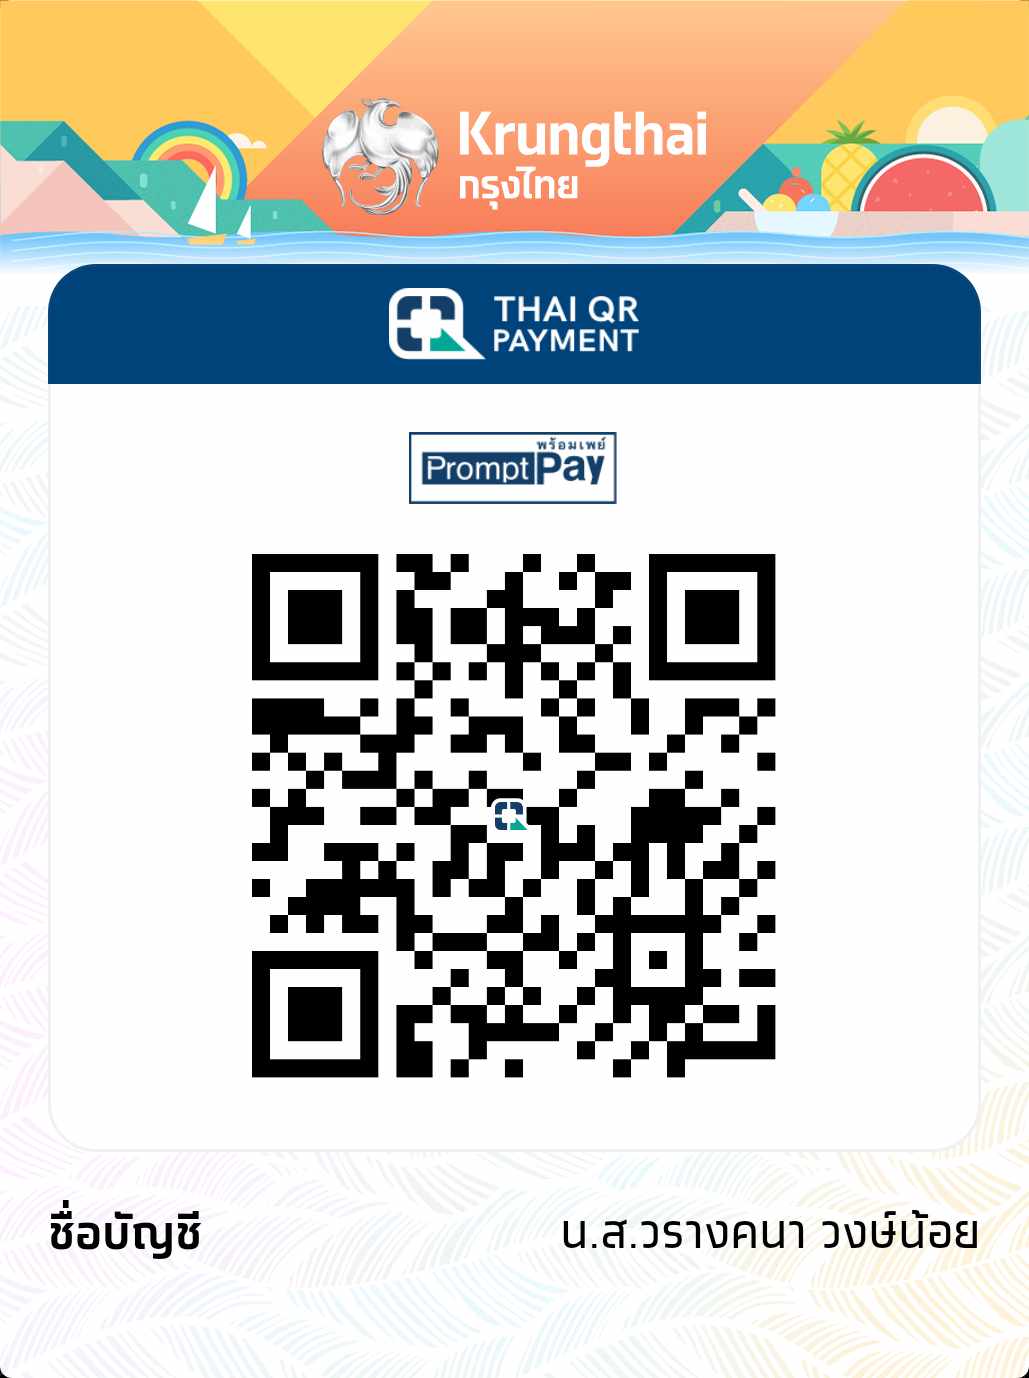 Krungthai
กรุงไทย
THAI QR
PAYMENT
พร้อมเพย์
PromptPay
ชื่อบัญชี น.ส.วรางคนา วงษ์น้อย